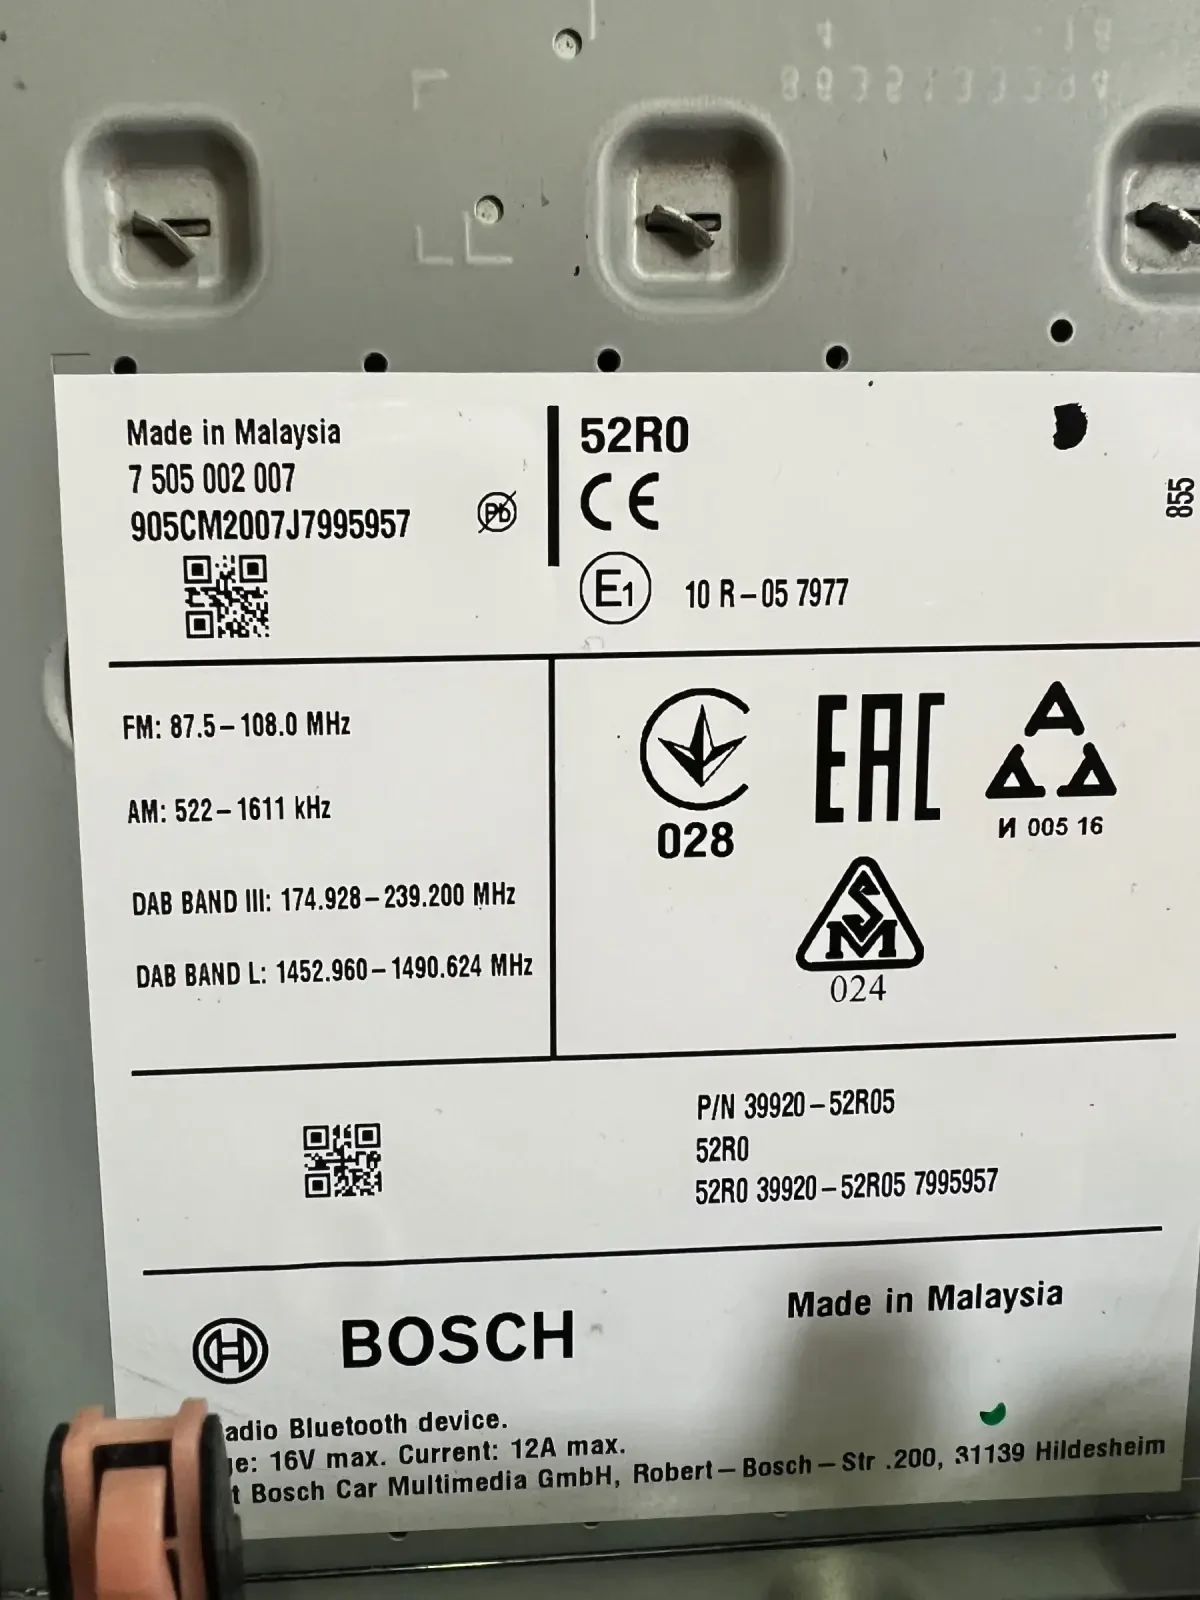 Made in Malaysia
7 505 002 007
905CM2007J7995957
Pb
52R0
CE
E1 10 R-05 7977
855
FM: 87.5-108.0 MHz
AM: 522-1611 kHz
DAB BAND III: 174.928-239.200 MHz
DAB BAND L: 1452.960-1490.624 MHz
028
EAC
A
И 005 16
SM
024
P/N 39920-52R05
52R0
52R0 39920-52R05 7995957
BOSCH
Made in Malaysia
Bluetooth device.
16V max. Current: 12A max.
Bosch Car Multimedia GmbH, Robert-Bosch-Str .200, 31139 Hildesheim